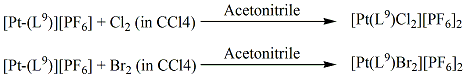 [Pt-(L⁹)][PF₆] + Cl₂ (in CCl4) Acetonitrile [Pt(L⁹)Cl₂][PF₆]₂
[Pt-(L⁹)][PF₆] + Br₂ (in CCl4) Acetonitrile [Pt(L⁹)Br₂][PF₆]₂